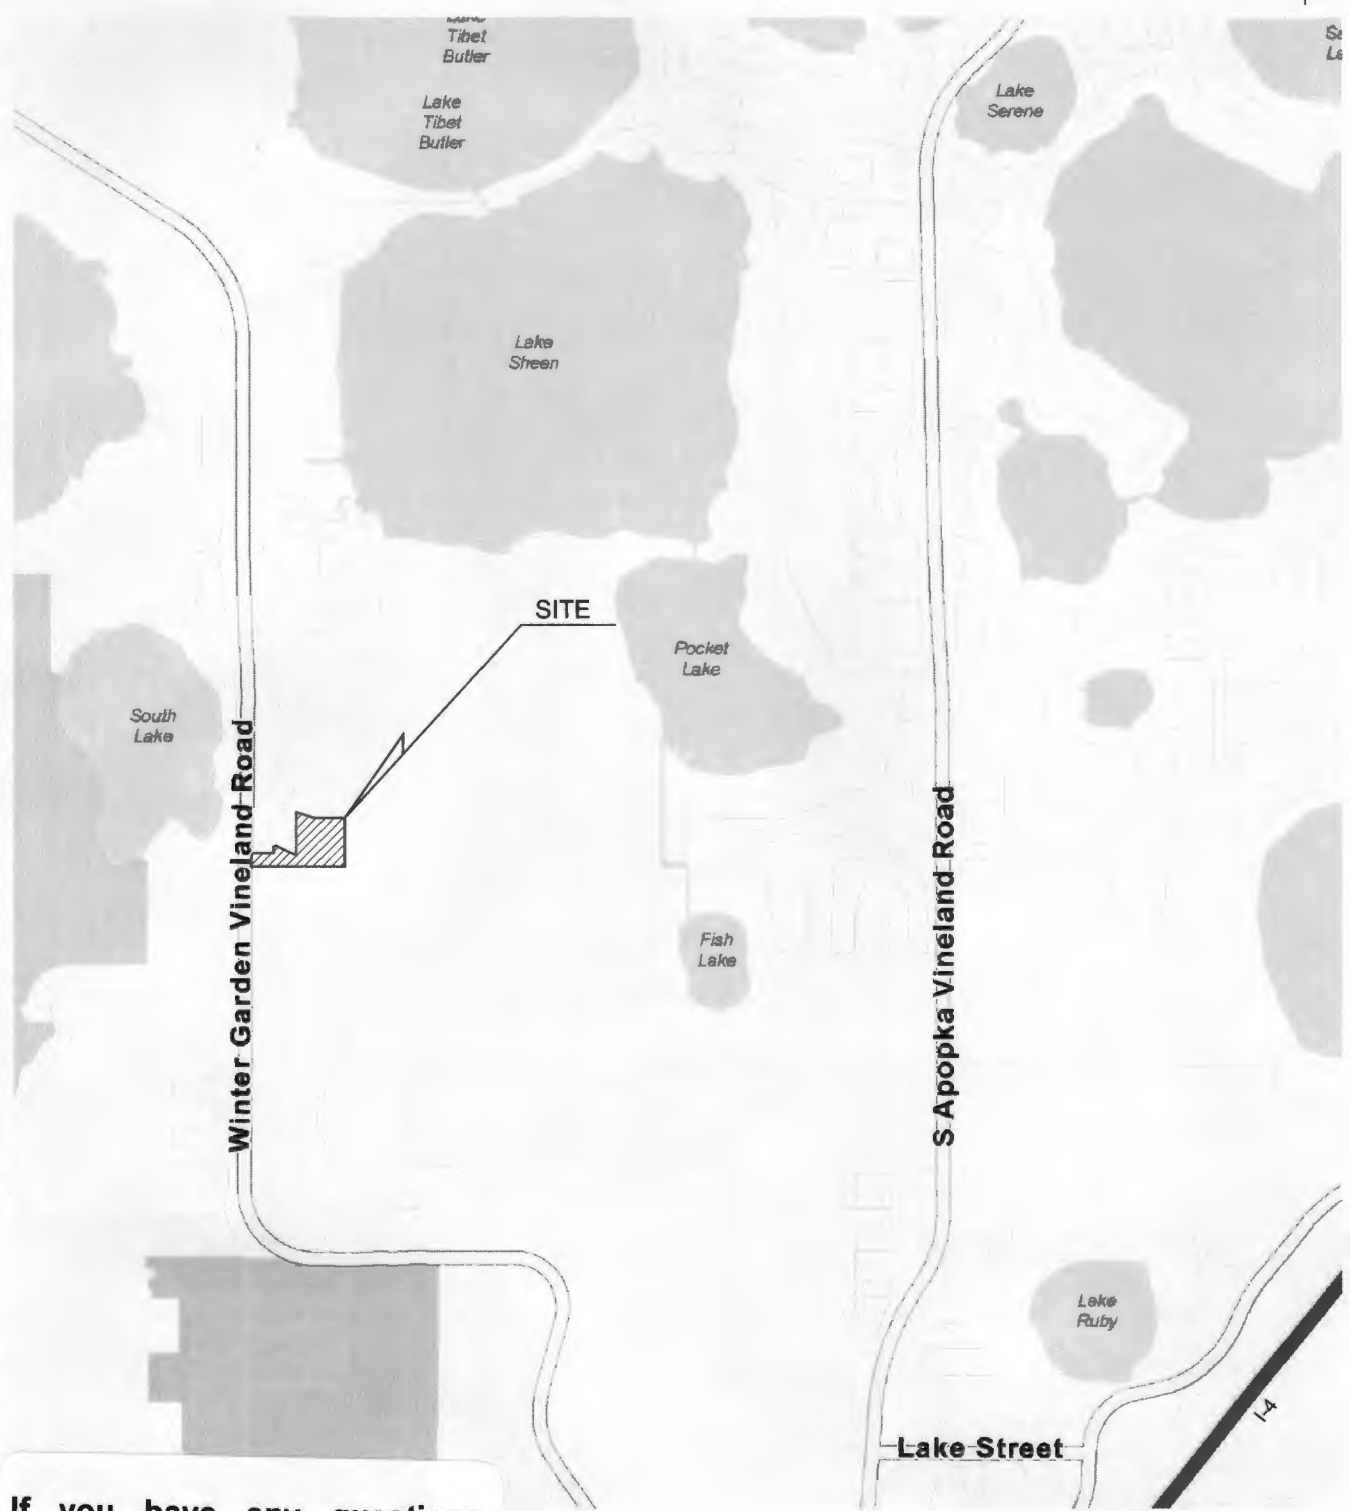 Tibet
Butler
Lake
Tibet
Butler
Lake
Serene
Lake
Sheen
SITE
Pocket
Lake
South
Lake
Winter Garden Vineland Road
S Apopka Vineland Road
Fish
Lake
Lake
Ruby
I-4
Lake Street
If you have any